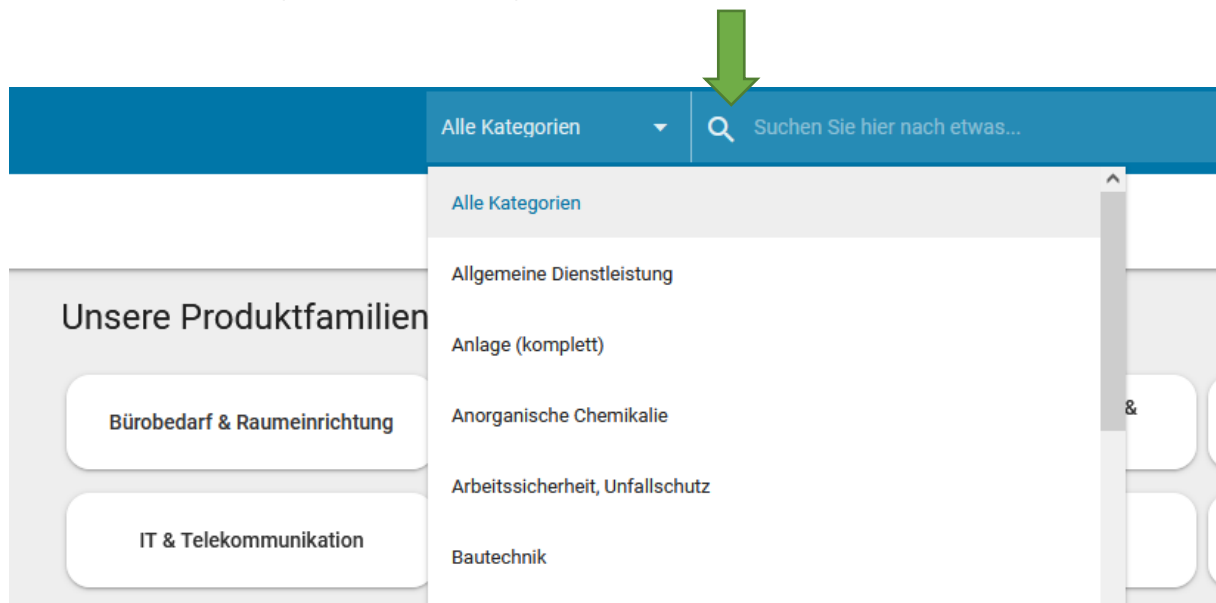 Alle Kategorien
Suchen Sie hier nach etwas...
Alle Kategorien
Allgemeine Dienstleistung
Unsere Produktfamilien
Anlage (komplett)
Bürobedarf & Raumeinrichtung
Anorganische Chemikalie
&
Arbeitssicherheit, Unfallschutz
IT & Telekommunikation
Bautechnik